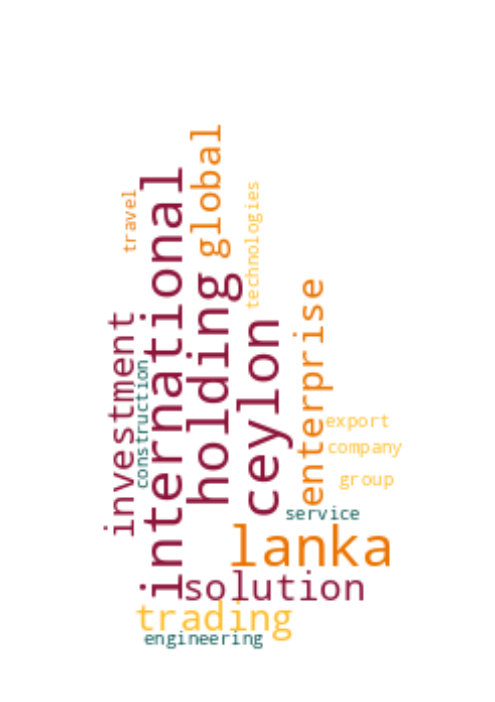 global
travel
international
technologies
holding
enterprise
investment
ceylon
construction
export
company
group
service
lanka
solution
trading
engineering